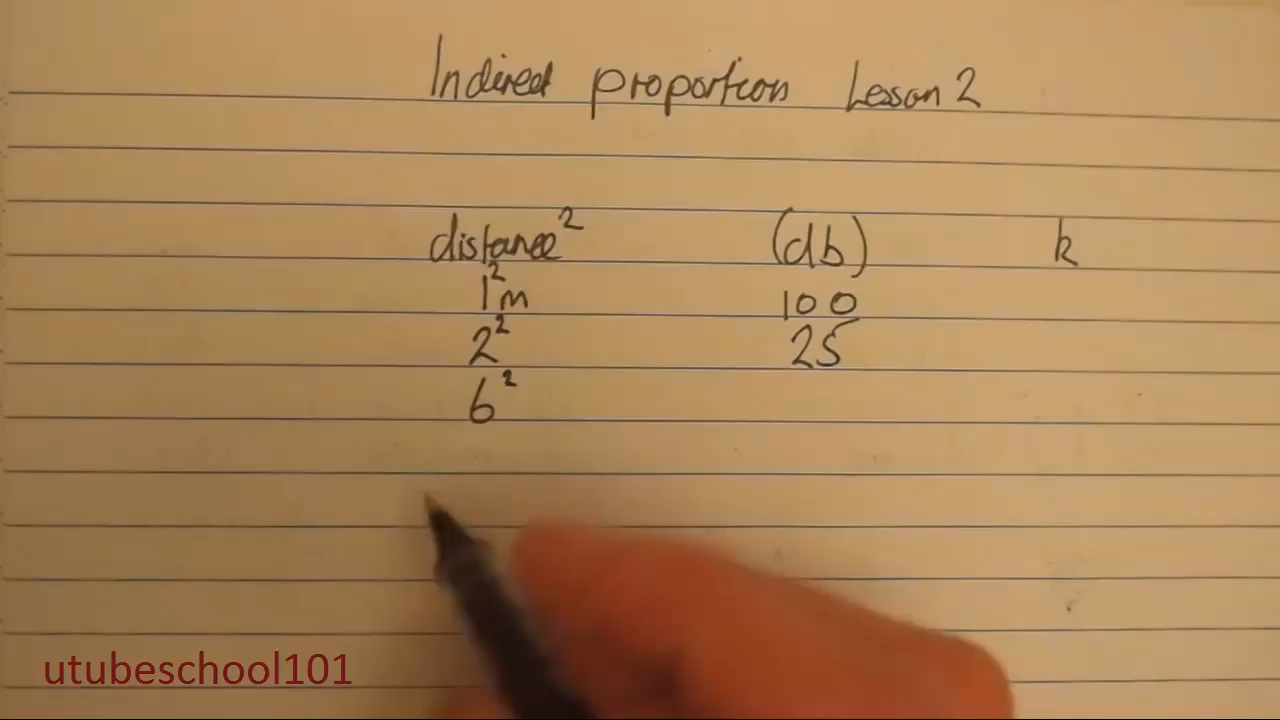 Indirect proportion Lesson 2
distance² (db) k
1²m 100
2² 25
6²
utubeschool101